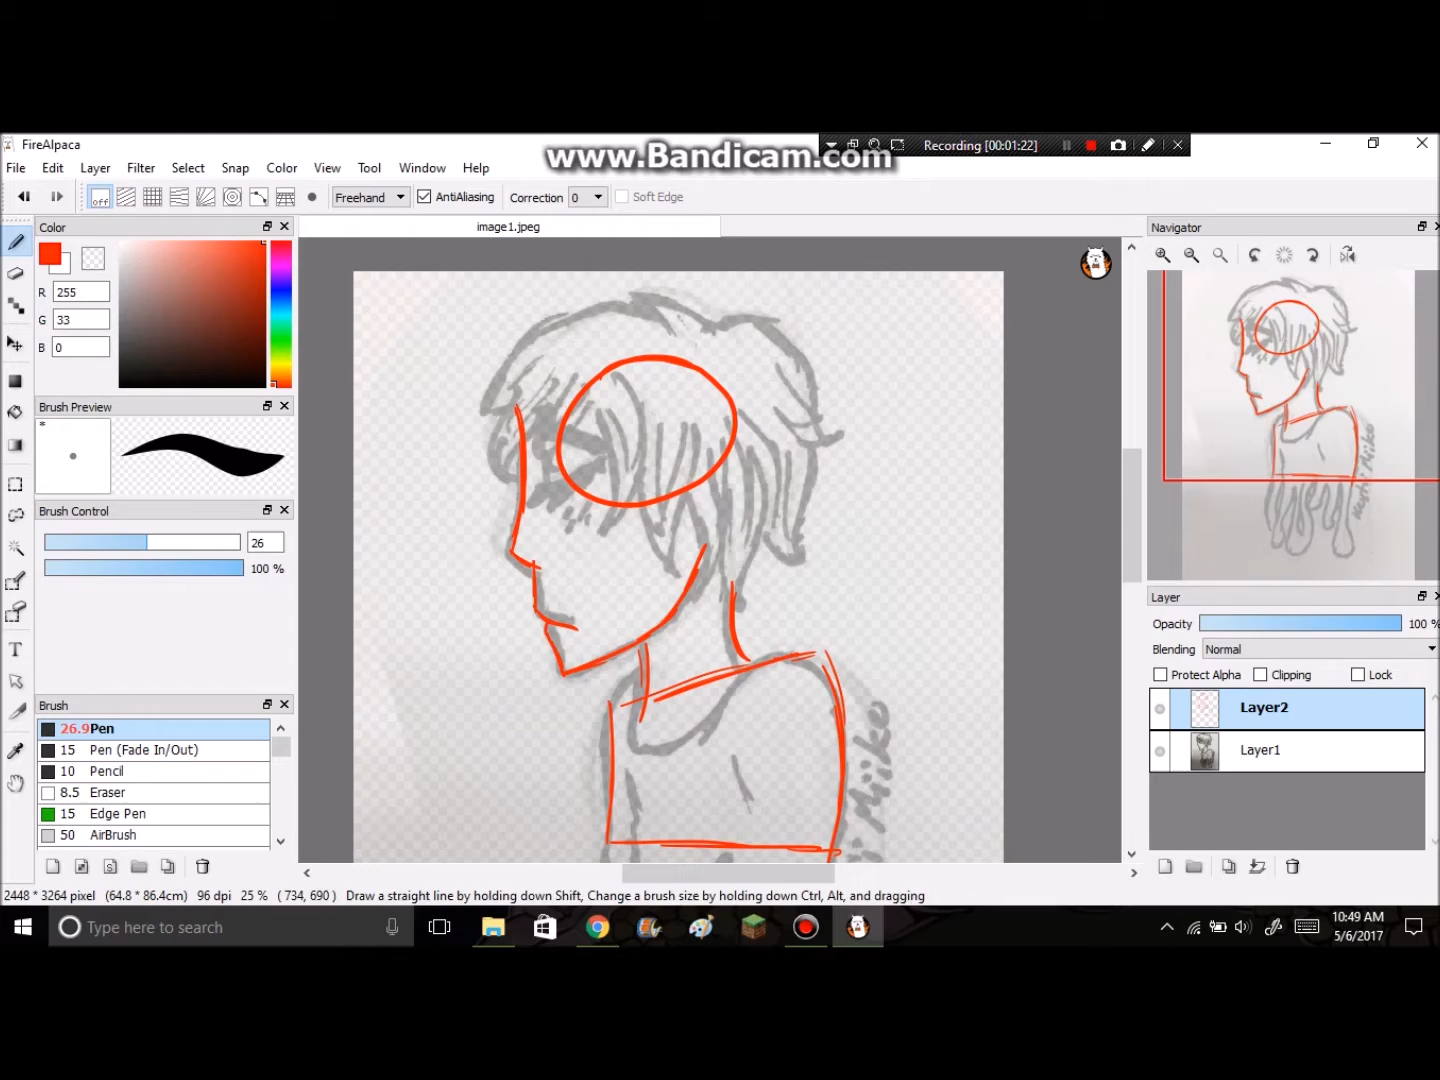 FireAlpaca
www.Bandicam.com
Recording [00:01:22]
File Edit Layer Filter Select Snap Color View Tool Window Help
off Freehand AntiAliasing Correction 0 Soft Edge
Color
image1.jpeg
Navigator
R 255
G 33
B 0
Brush Preview
*
Brush Control
26
100 %
Brush
26.9 Pen
15 Pen (Fade In/Out)
10 Pencil
8.5 Eraser
15 Edge Pen
50 AirBrush
Miiko
Layer
Opacity 100 %
Blending Normal
Protect Alpha Clipping Lock
Layer2
Layer1
2448 * 3264 pixel (64.8 * 86.4cm) 96 dpi 25 % ( 734, 690 ) Draw a straight line by holding down Shift, Change a brush size by holding down Ctrl, Alt, and dragging
Type here to search
10:49 AM
5/6/2017